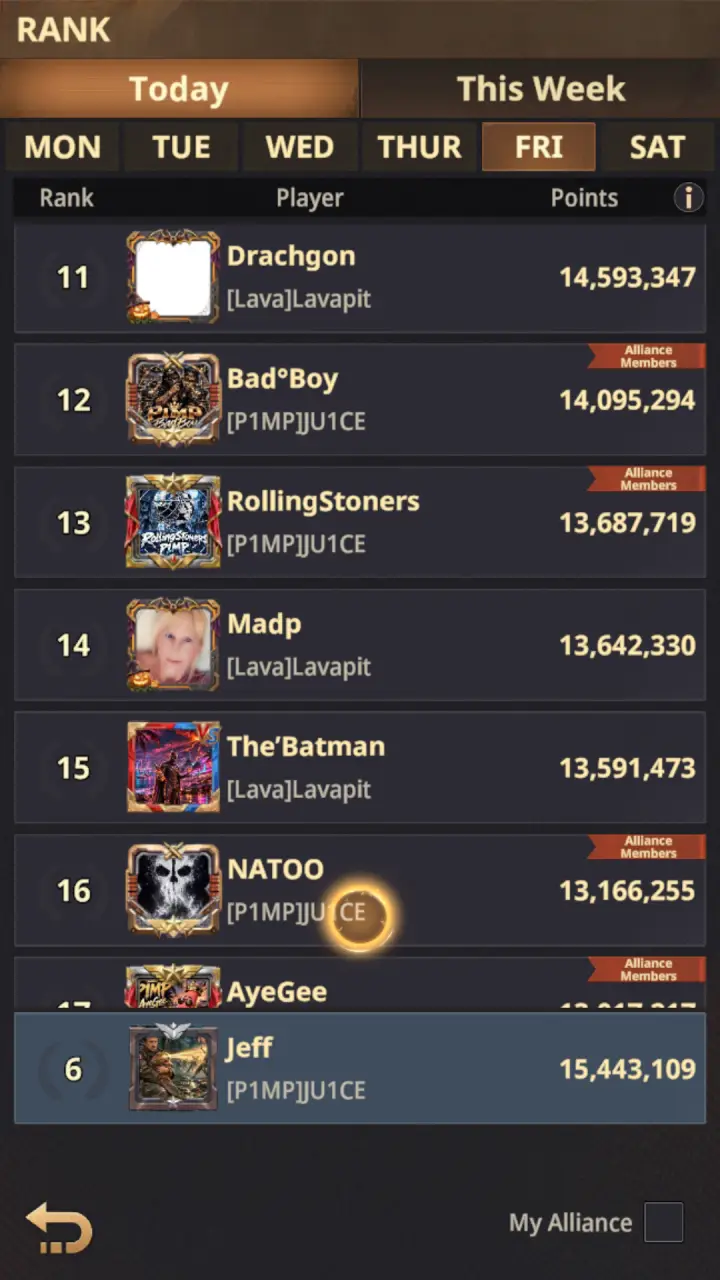 RANK
Today
This Week
MON
TUE
WED
THUR
FRI
SAT
Rank
Player
Points
11
Drachgon
[Lava]Lavapit
14,593,347
Alliance
Members
12
Bad°Boy
[P1MP]JU1CE
14,095,294
Alliance
Members
13
RollingStoners
[P1MP]JU1CE
13,687,719
14
Madp
[Lava]Lavapit
13,642,330
15
The’Batman
[Lava]Lavapit
13,591,473
Alliance
Members
16
NATOO
[P1MP]JU1CE
13,166,255
Alliance
Members
17
AyeGee
6
Jeff
[P1MP]JU1CE
15,443,109
My Alliance